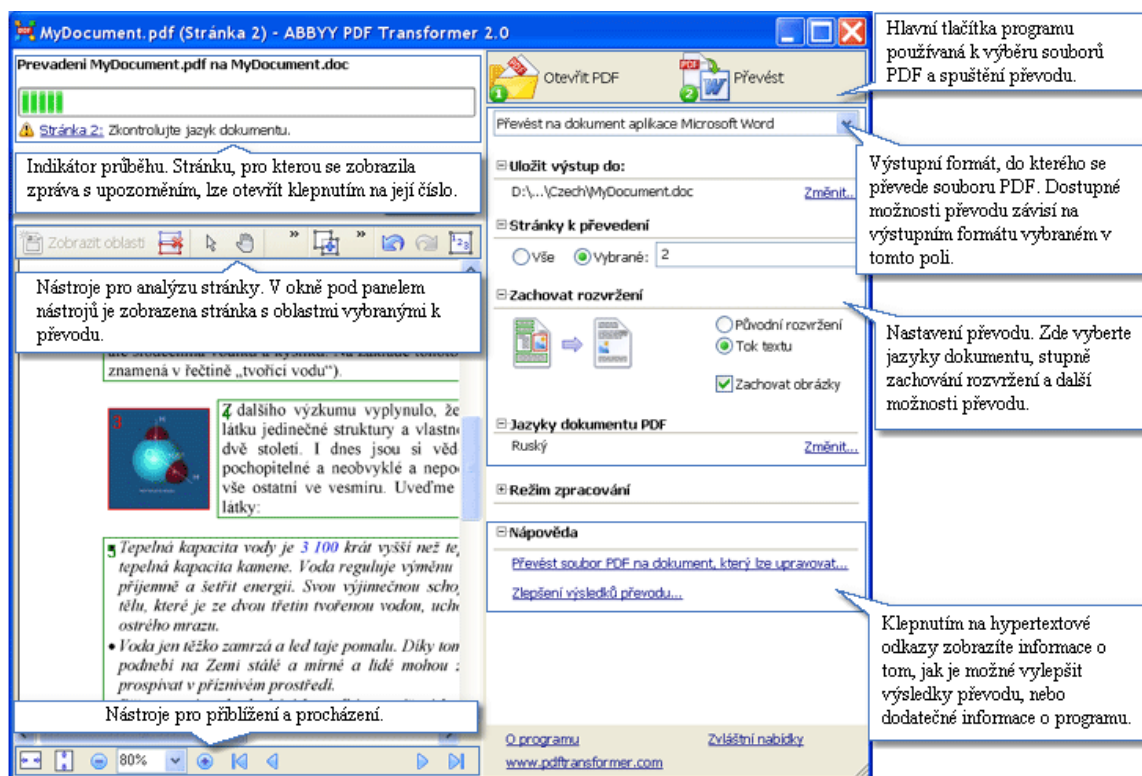 MyDocument.pdf (Stránka 2) - ABBYY PDF Transformer 2.0
Prevadeni MyDocument.pdf na MyDocument.doc
Stránka 2: Zkontrolujte jazyk dokumentu.
Indikátor průběhu. Stránku, pro kterou se zobrazila
zpráva s upozorněním, lze otevřít klepnutím na její číslo.
Zobrazit oblasti
Nástroje pro analýzu stránky. V okně pod panelem
nástrojů je zobrazena stránka s oblastmi vybranými k
převodu.
znamená v řečtině „tvořící vodu“).
3
Z dalšího výzkumu vyplynulo, že
látku jedinečné struktury a vlastn
dvě století. I dnes jsou si věd
pochopitelné a neobvyklé a nepo
vše ostatní ve vesmíru. Uveďme
látky:
Tepelná kapacita vody je 3 100 krát vyšší než te
tepelná kapacita kamene. Voda reguluje výměnu
příjemně a šetřit energii. Svou výjimečnou scho
tělu, které je ze dvou třetin tvořenou vodou, ucho
ostrého mrazu.
• Voda jen těžko zamrzá a led taje pomalu. Díky tom
podnebí na Zemi stálé a mírné a lidé mohou
prospívat v příznivém prostředí.
Nástroje pro přiblížení a procházení.
80%
Otevřít PDF
1
Převést
2
PDF
W
Převést na dokument aplikace Microsoft Word
Uložit výstup do:
D:\...\Czech\MyDocument.doc
Změnit...
Stránky k převedení
Vše
Vybrané:
2
Zachovat rozvržení
Původní rozvržení
Tok textu
Zachovat obrázky
Jazyky dokumentu PDF
Ruský
Změnit...
Režim zpracování
Nápověda
Převést soubor PDF na dokument, který lze upravovat...
Zlepšení výsledků převodu...
O programu
Zvláštní nabídky
www.pdftransformer.com
Hlavní tlačítka programu
používaná k výběru souborů
PDF a spuštění převodu.
Výstupní formát, do kterého se
převede souboru PDF. Dostupné
možnosti převodu závisí na
výstupním formátu vybraném v
tomto poli.
Nastavení převodu. Zde vyberte
jazyky dokumentu, stupně
zachování rozvržení a další
možnosti převodu.
Klepnutím na hypertextové
odkazy zobrazíte informace o
tom, jak je možné vylepšit
výsledky převodu, nebo
dodatečné informace o programu.